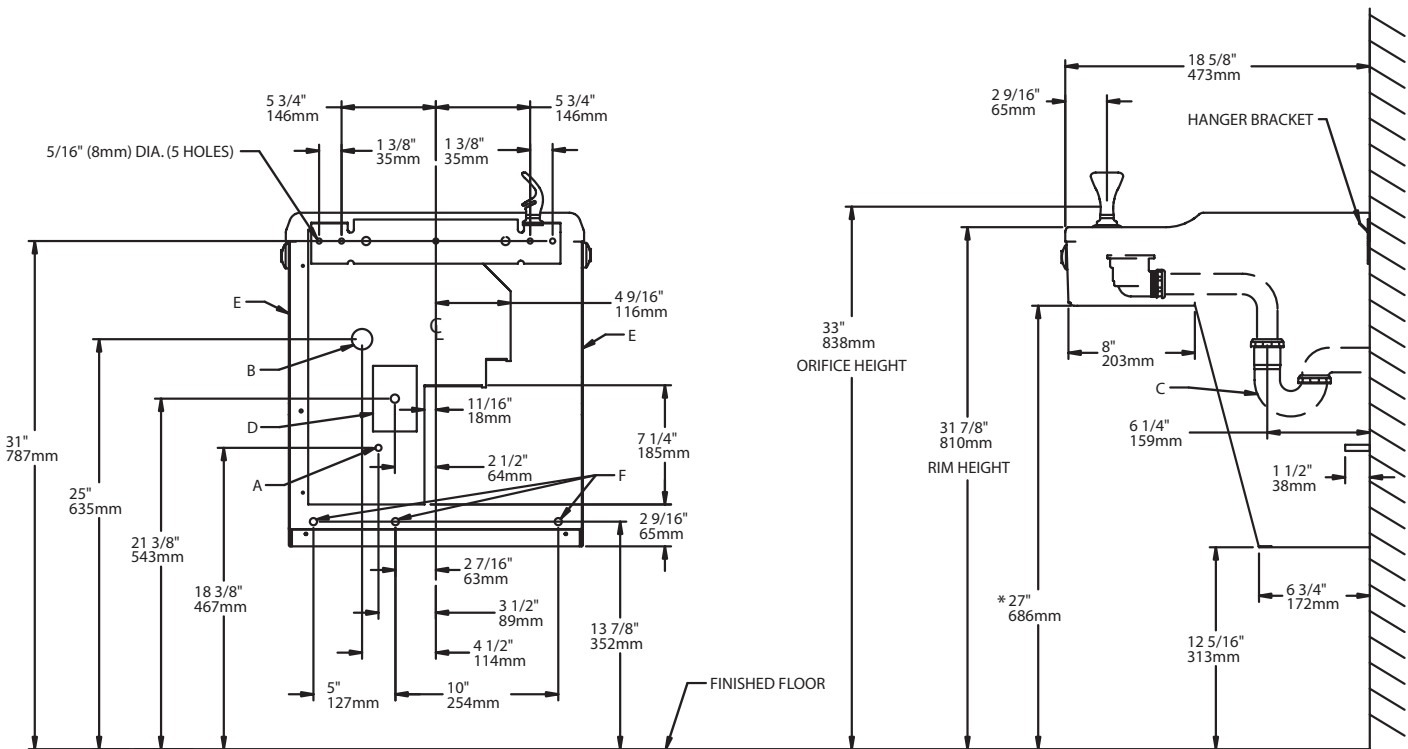 18 5/8"
473mm
5 3/4"
146mm
5 3/4"
146mm
2 9/16"
65mm
HANGER BRACKET
5/16" (8mm) DIA. (5 HOLES)
1 3/8"
35mm
1 3/8"
35mm
E
4 9/16"
116mm
C
L
E
B
33"
838mm
ORIFICE HEIGHT
8"
203mm
C
D
11/16"
18mm
7 1/4"
185mm
31"
787mm
31 7/8"
810mm
RIM HEIGHT
6 1/4"
159mm
A
2 1/2"
64mm
F
1 1/2"
38mm
25"
635mm
2 9/16"
65mm
21 3/8"
543mm
2 7/16"
63mm
18 3/8"
467mm
3 1/2"
89mm
13 7/8"
352mm
*27"
686mm
6 3/4"
172mm
4 1/2"
114mm
12 5/16"
313mm
5"
127mm
10"
254mm
FINISHED FLOOR